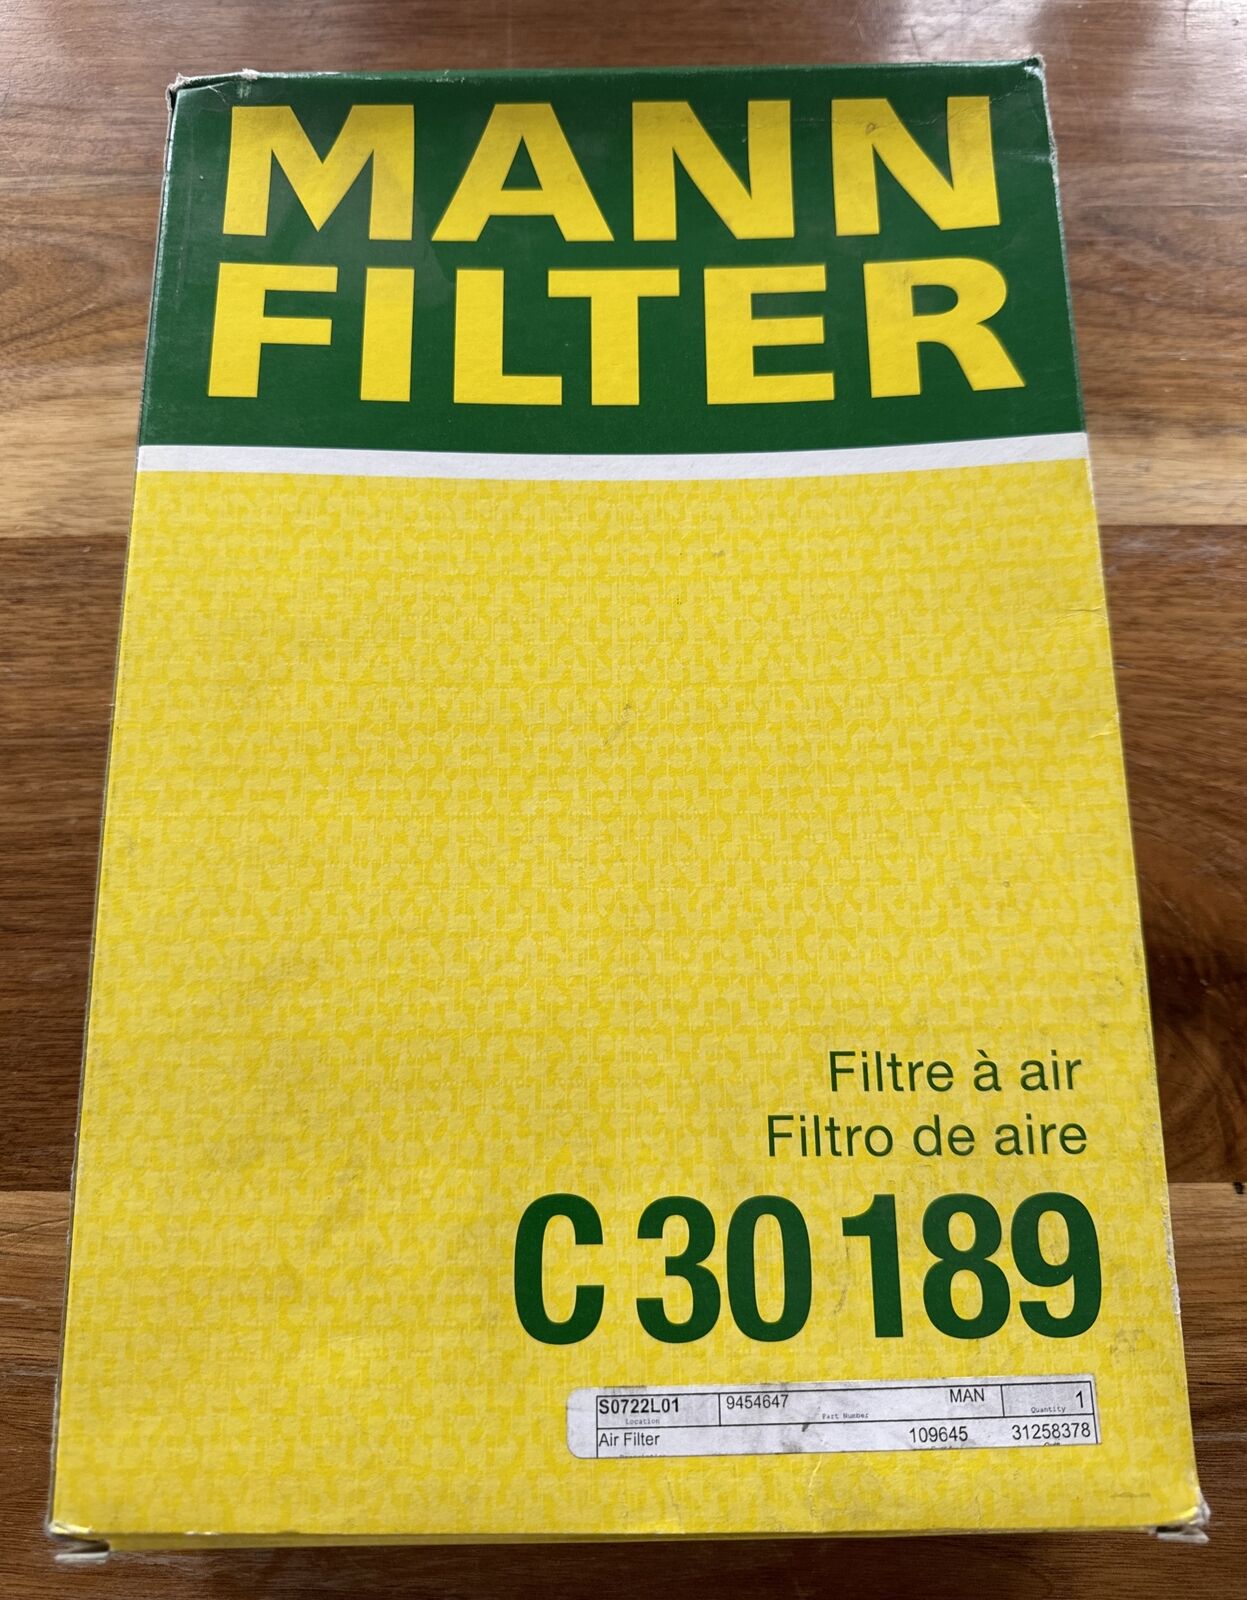 MANN
FILTER
Filtre à air
Filtro de aire
C 30 189
S0722L01 9454647 MAN 1
Location Part Number Quantity
Air Filter 109645 31258378